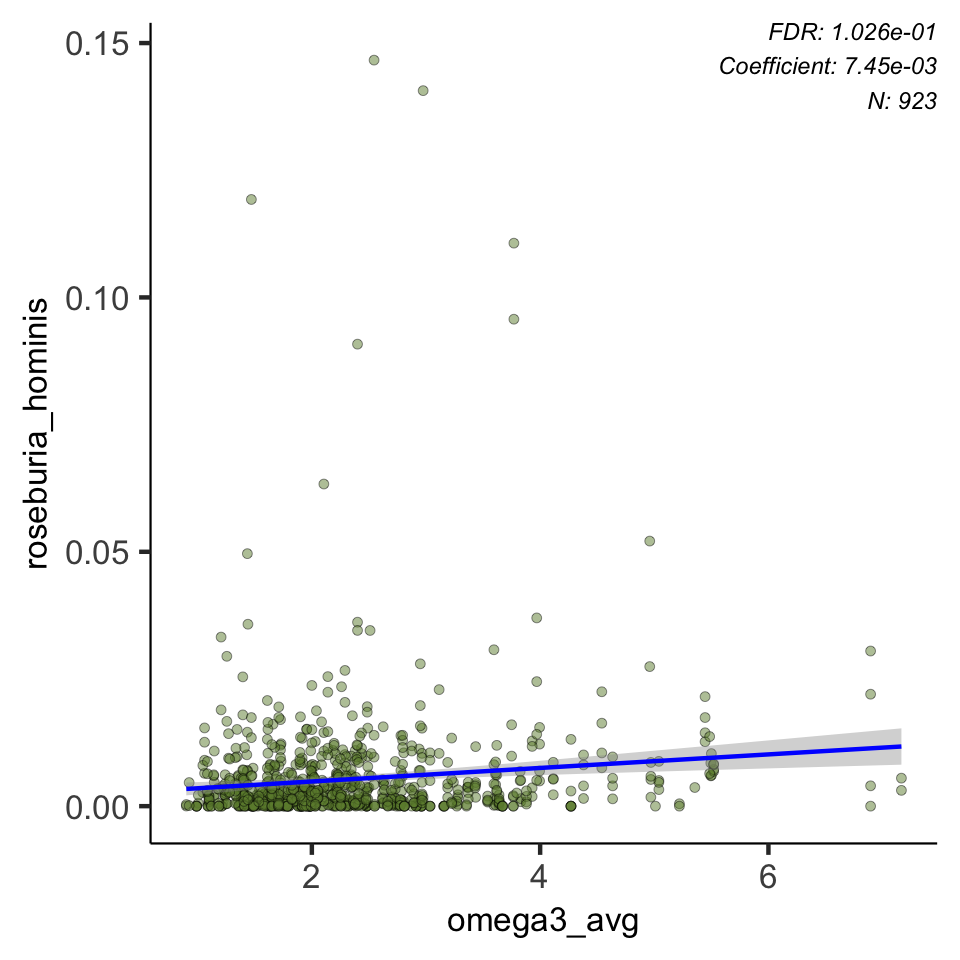 FDR: 1.026e-01
Coefficient: 7.45e-03
N: 923
0.15
0.10
0.05
0.00
roseburia_hominis
2 4 6
omega3_avg